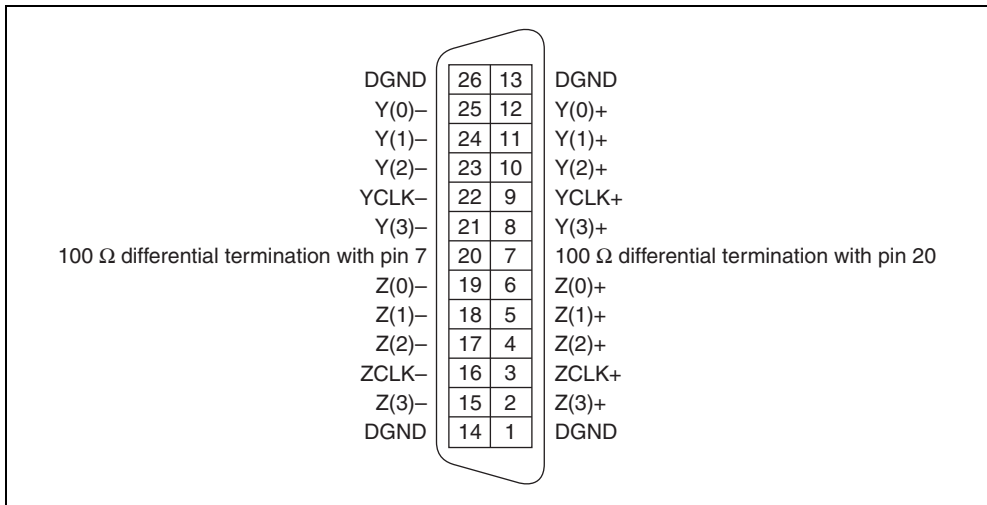 DGND 26 13 DGND
Y(0)– 25 12 Y(0)+
Y(1)– 24 11 Y(1)+
Y(2)– 23 10 Y(2)+
YCLK– 22 9 YCLK+
Y(3)– 21 8 Y(3)+
100 Ω differential termination with pin 7 20 7 100 Ω differential termination with pin 20
Z(0)– 19 6 Z(0)+
Z(1)– 18 5 Z(1)+
Z(2)– 17 4 Z(2)+
ZCLK– 16 3 ZCLK+
Z(3)– 15 2 Z(3)+
DGND 14 1 DGND